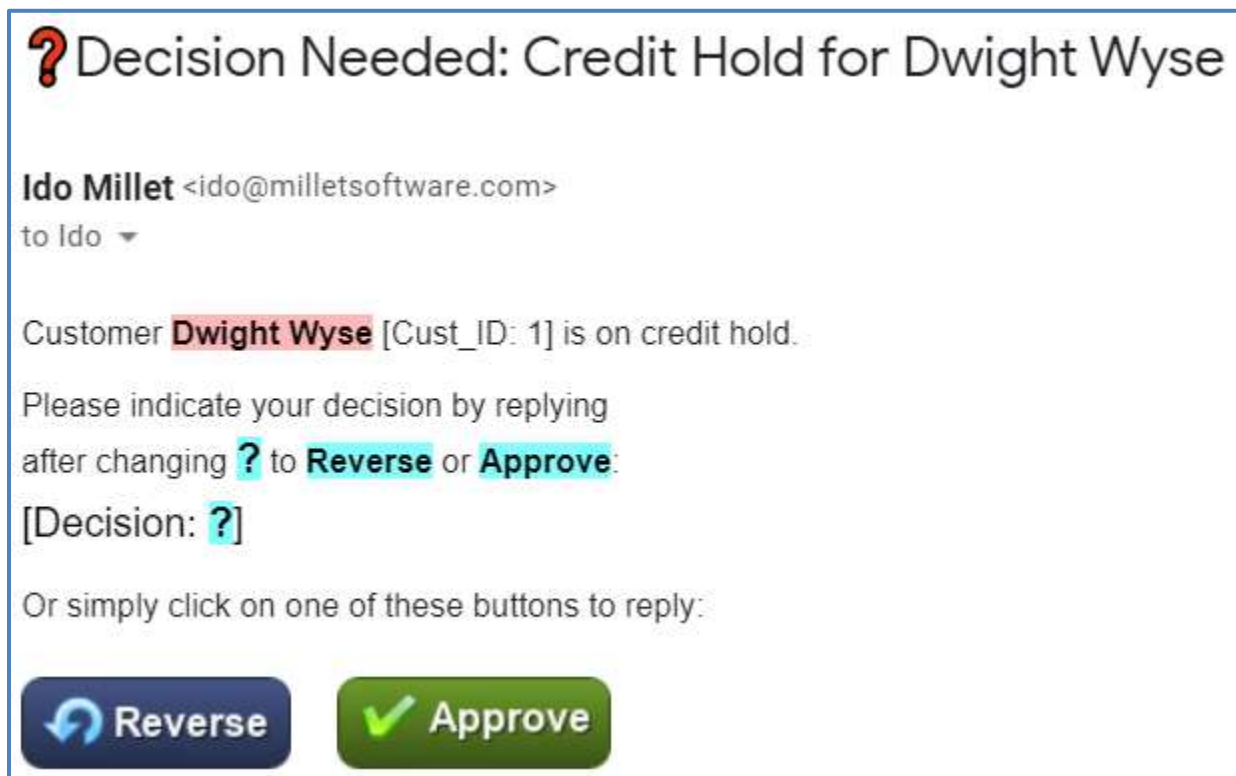 ❓Decision Needed: Credit Hold for Dwight Wyse
Ido Millet <ido@milletsoftware.com>
to Ido
Customer Dwight Wyse [Cust_ID: 1] is on credit hold.
Please indicate your decision by replying
after changing ? to Reverse or Approve:
[Decision: ?]
Or simply click on one of these buttons to reply:
Reverse Approve